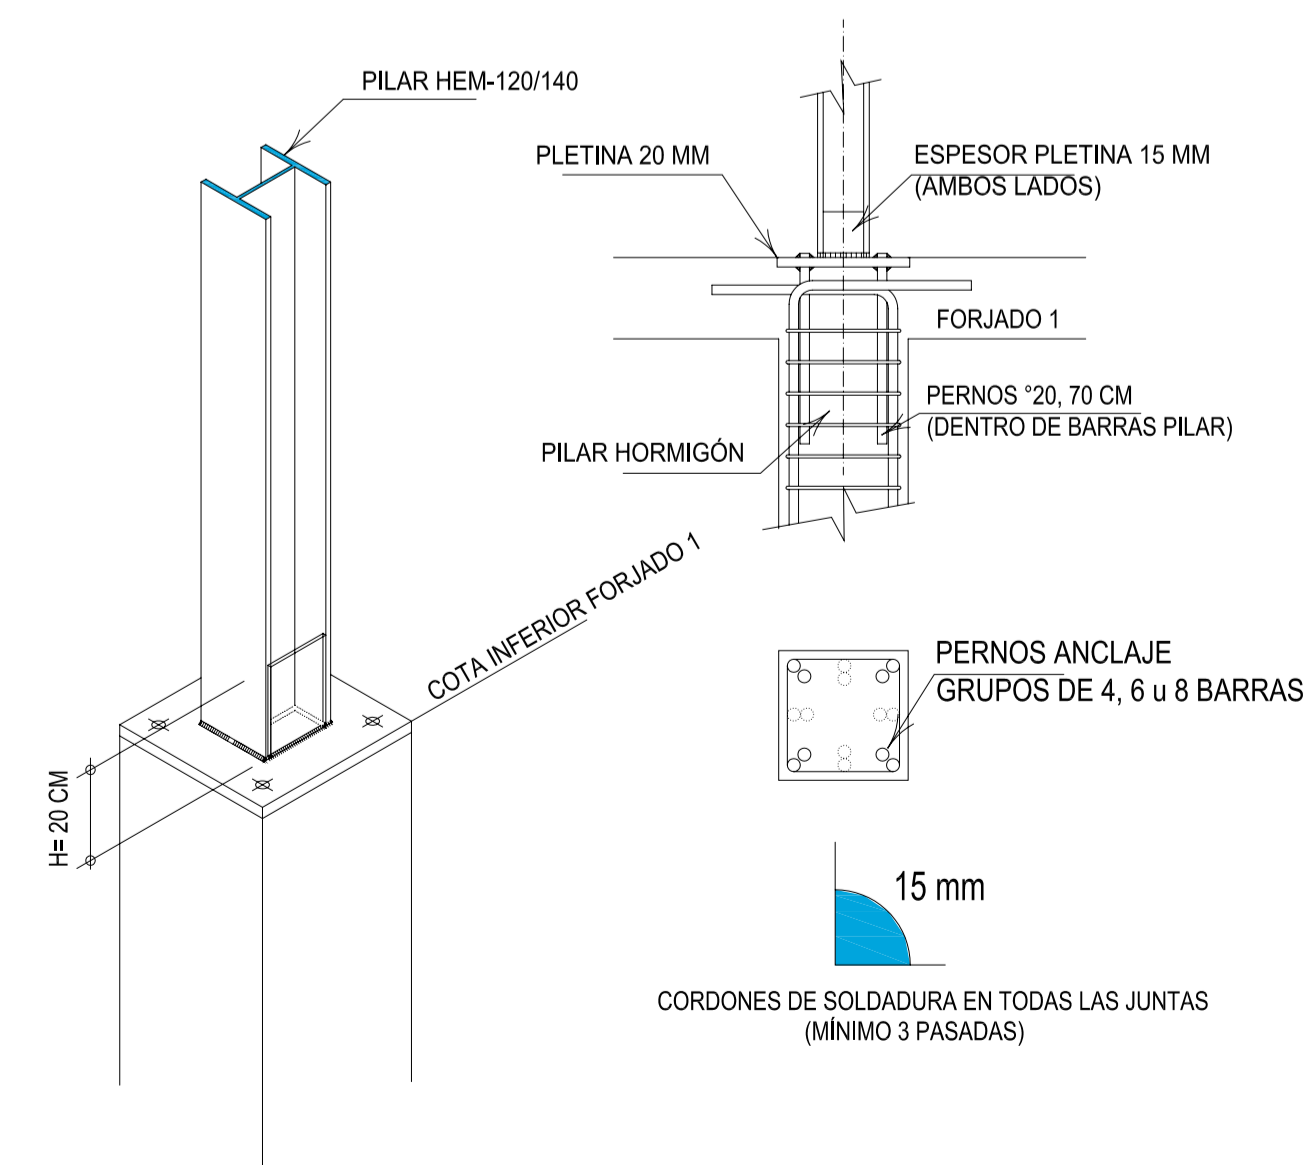 PILAR HEM-120/140
PLETINA 20 MM
ESPESOR PLETINA 15 MM
(AMBOS LADOS)
FORJADO 1
PERNOS °20, 70 CM
(DENTRO DE BARRAS PILAR)
PILAR HORMIGÓN
COTA INFERIOR FORJADO 1
H= 20 CM
PERNOS ANCLAJE
GRUPOS DE 4, 6 u 8 BARRAS
15 mm
CORDONES DE SOLDADURA EN TODAS LAS JUNTAS
(MÍNIMO 3 PASADAS)